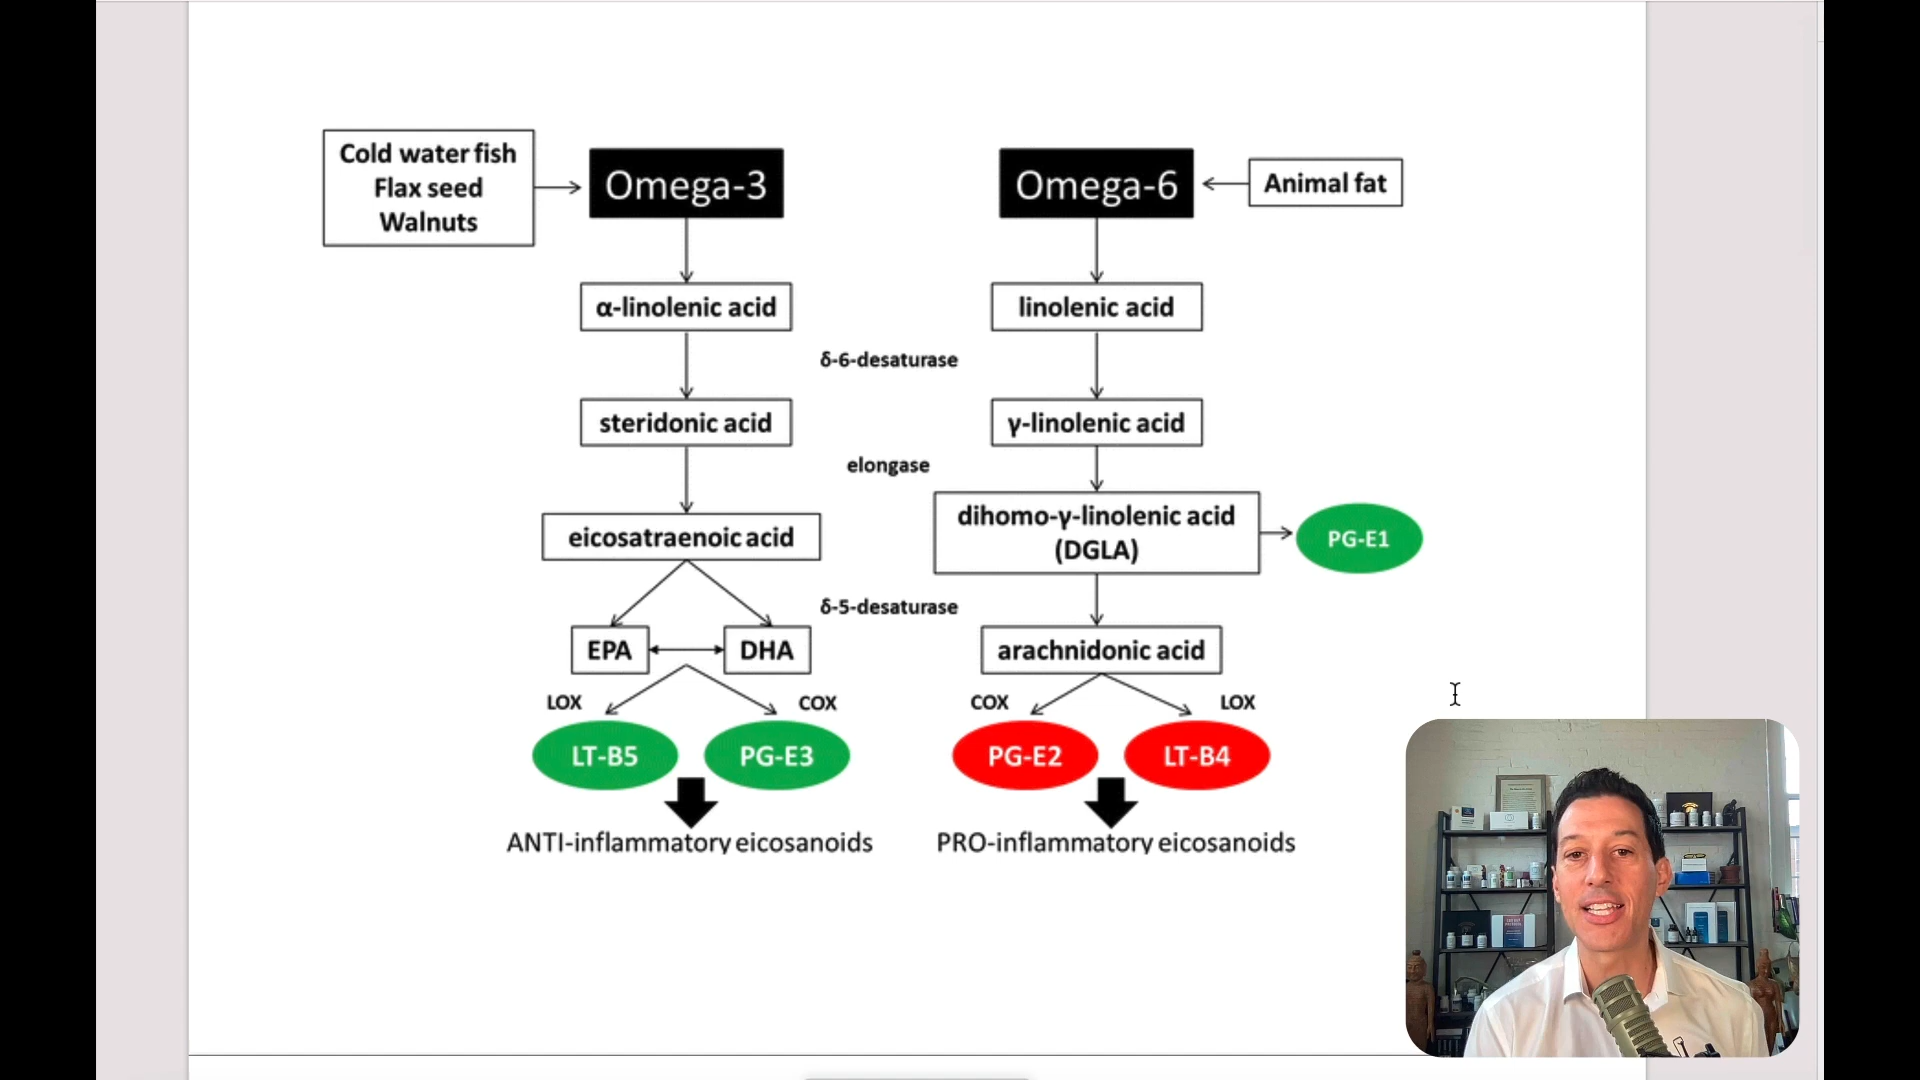 Cold water fish
Flax seed
Walnuts
Omega-3
Omega-6
Animal fat
α-linolenic acid
linolenic acid
δ-6-desaturase
steridonic acid
γ-linolenic acid
elongase
eicosatraenoic acid
dihomo-γ-linolenic acid
(DGLA)
PG-E1
δ-5-desaturase
EPA
DHA
arachnidonic acid
LOX
COX
COX
LOX
LT-B5
PG-E3
PG-E2
LT-B4
ANTI-inflammatory eicosanoids
PRO-inflammatory eicosanoids